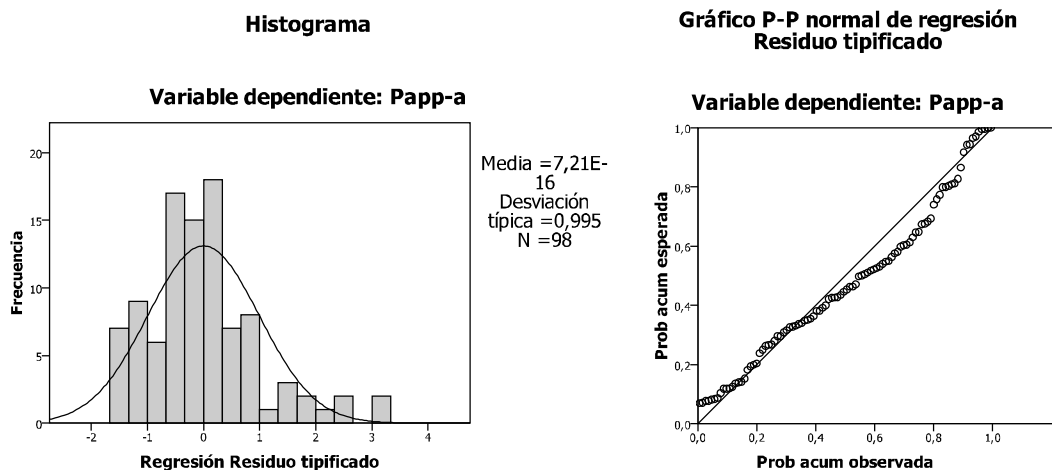 Histograma
Variable dependiente: Papp-a
Frecuencia
20
15
10
5
0
-2
-1
0
1
2
3
4
Regresión Residuo tipificado
Media =7,21E-
16
Desviación
típica =0,995
N =98
Gráfico P-P normal de regresión
Residuo tipificado
Variable dependiente: Papp-a
Prob acum esperada
1,0
0,8
0,6
0,4
0,2
0,0
0,0
0,2
0,4
0,6
0,8
1,0
Prob acum observada